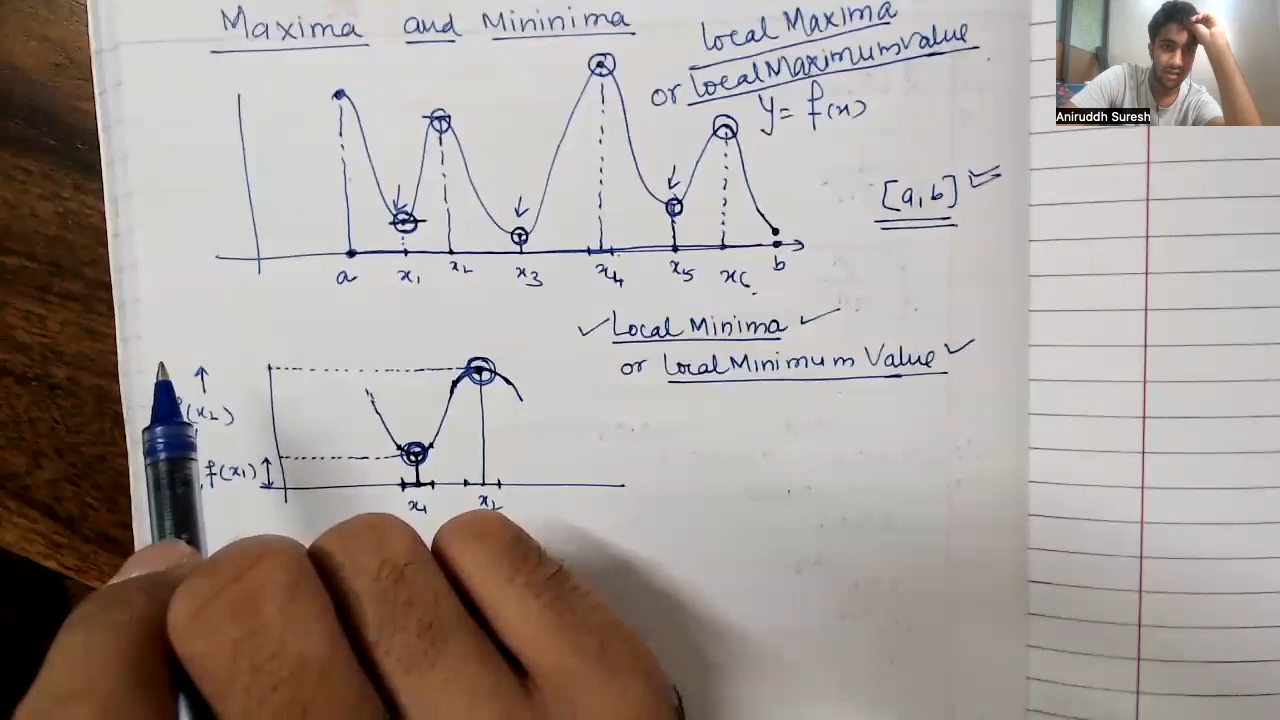 Maxima and Mininima
Local Maxima
or Local Maximum Value
y = f(x)
[a, b]
a x₁ x₂ x₃ x₄ x₅ x₆ b
Local Minima
or Local Minimum Value
(x₂)
f(x₁)
x₁ x₂
Aniruddh Suresh